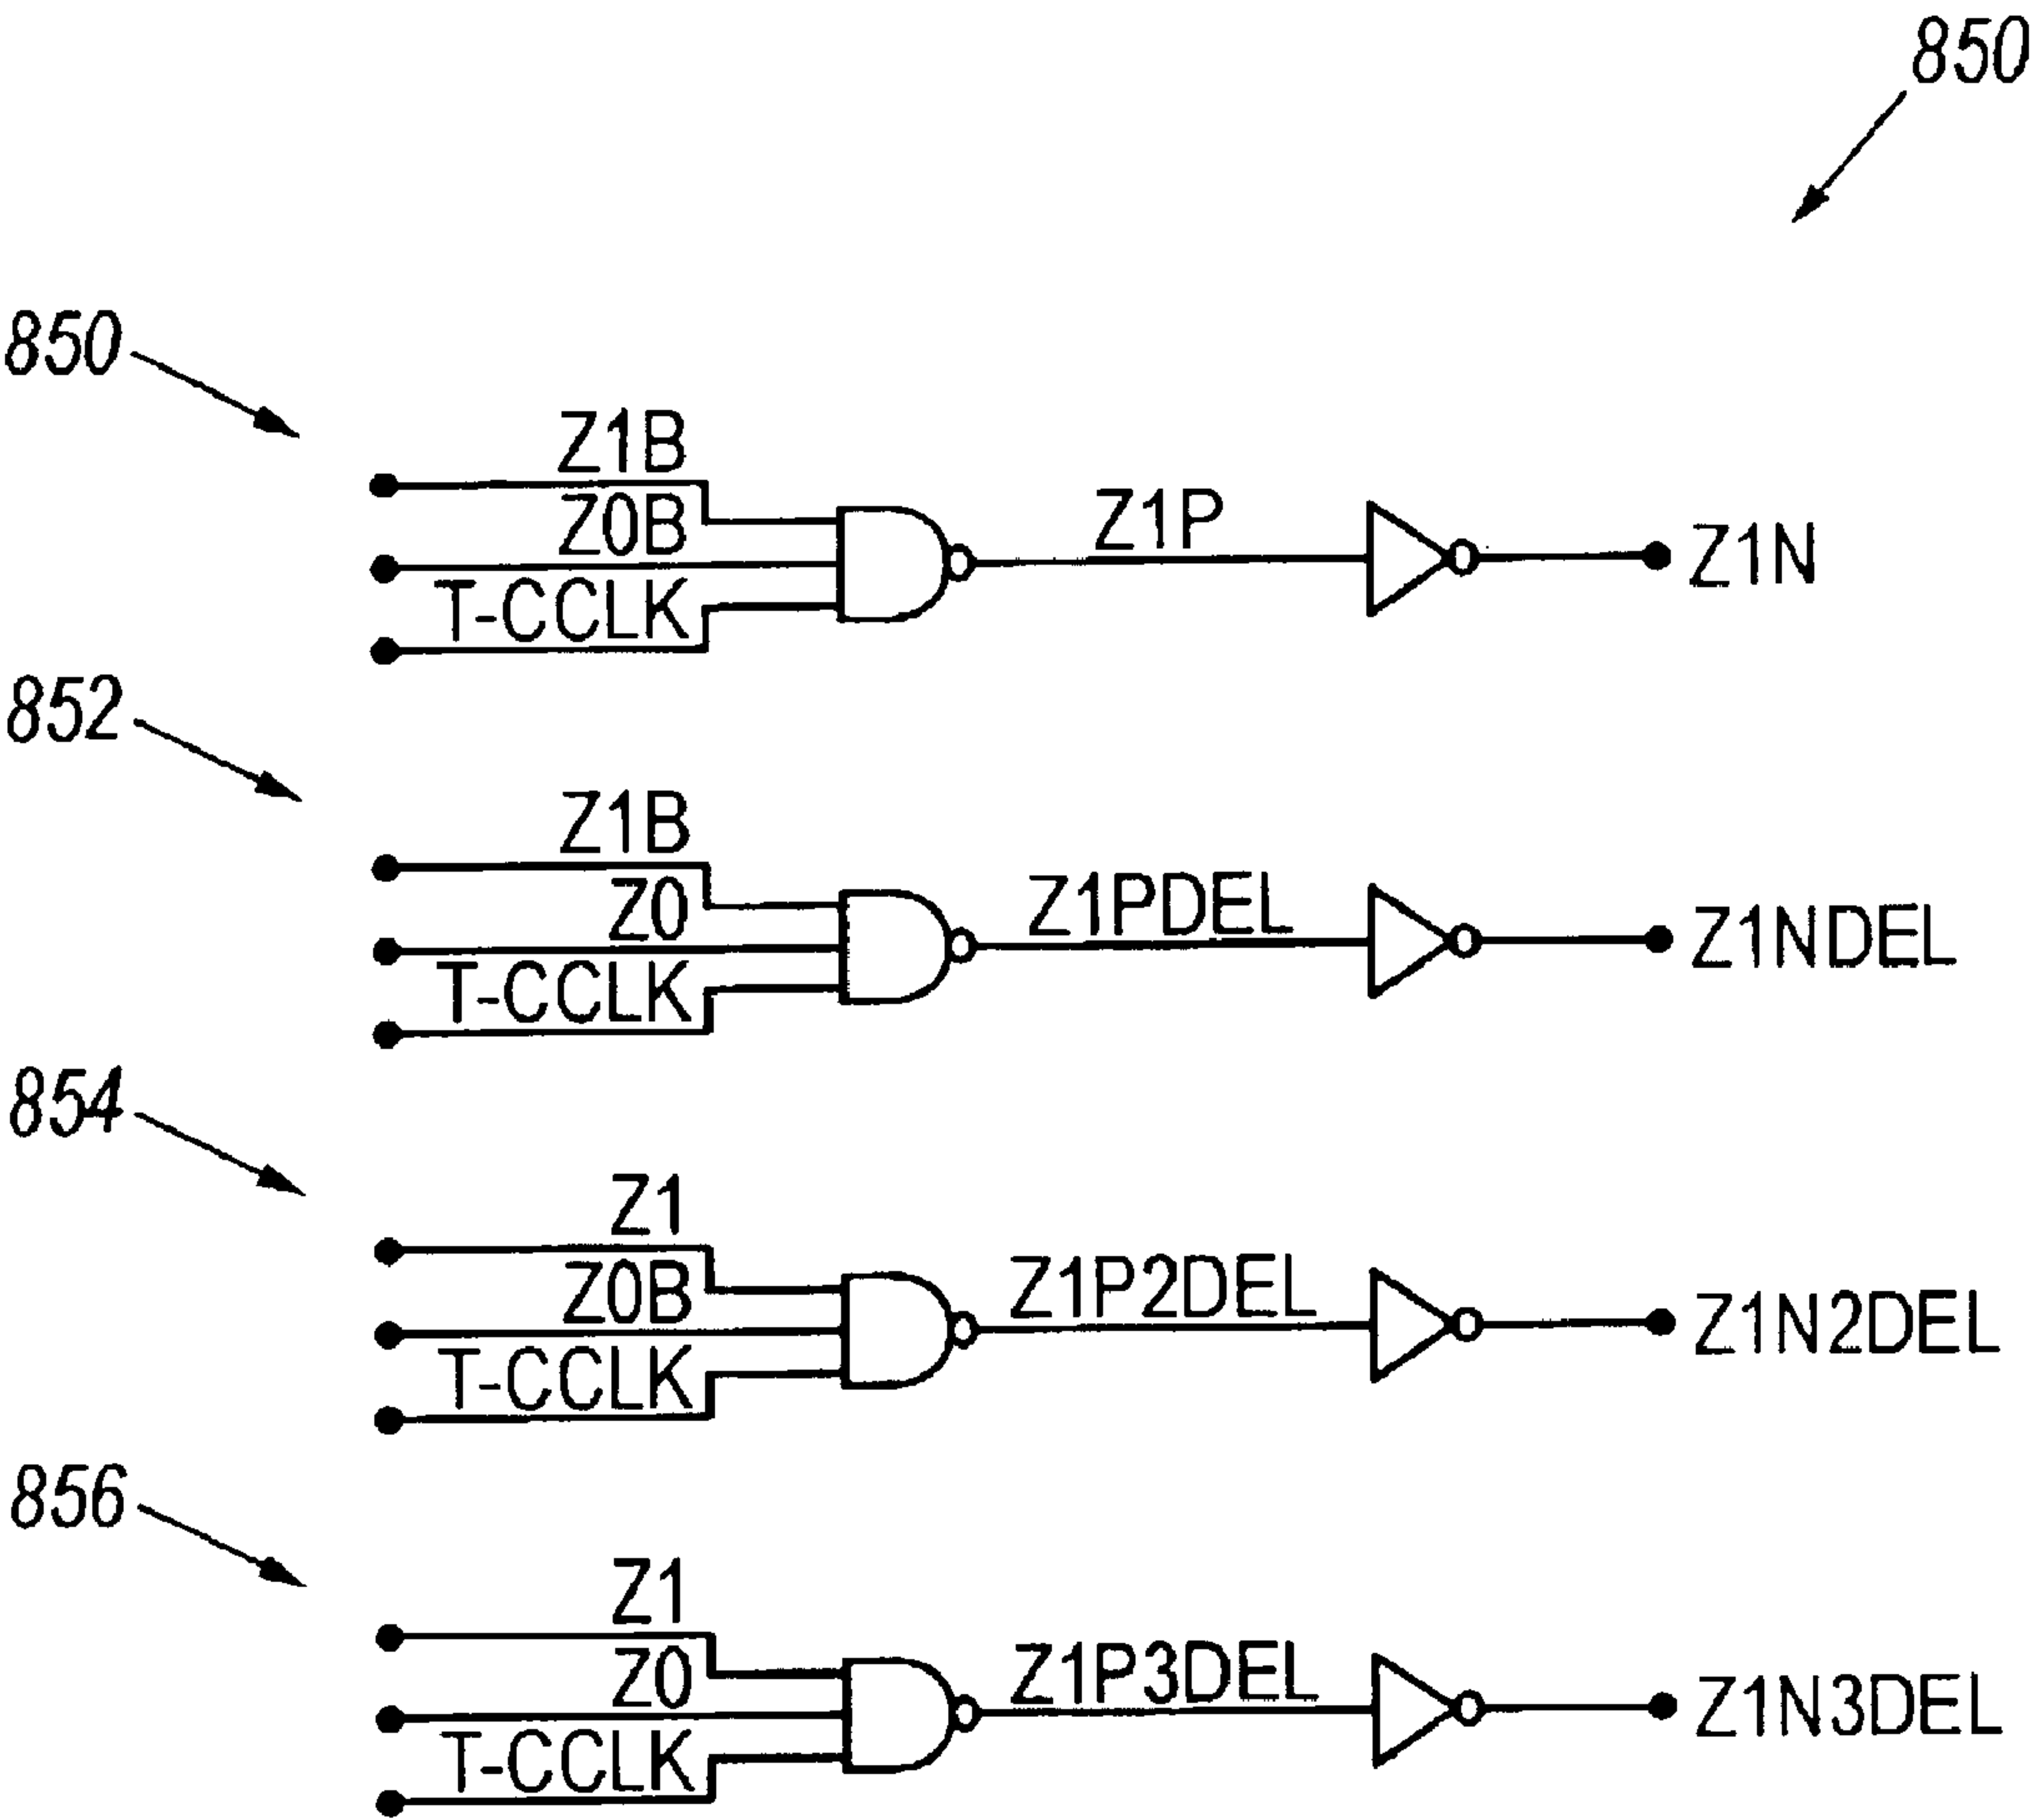 850
850
Z1B
Z0B
T-CCLK
Z1P
Z1N
852
Z1B
Z0
T-CCLK
Z1PDEL
Z1NDEL
854
Z1
Z0B
T-CCLK
Z1P2DEL
Z1N2DEL
856
Z1
Z0
T-CCLK
Z1P3DEL
Z1N3DEL